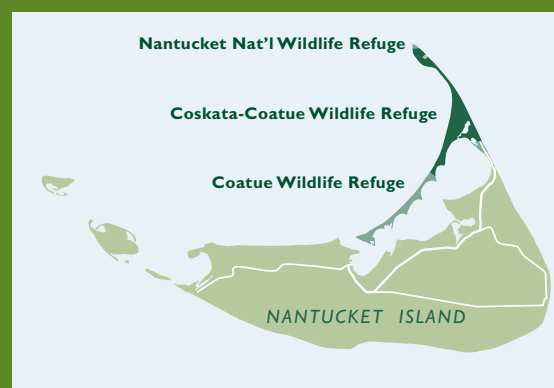 Nantucket Nat'l Wildlife Refuge
Coskata-Coatue Wildlife Refuge
Coatue Wildlife Refuge
NANTUCKET ISLAND